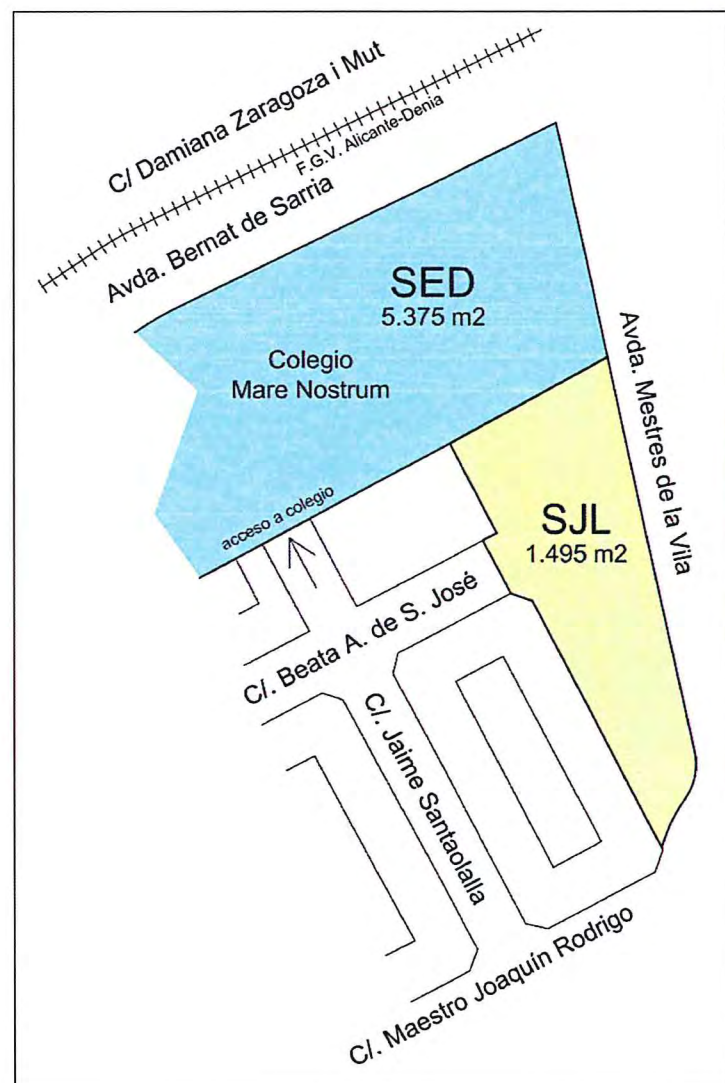 C/ Damiana Zaragoza i Mut
F.G.V. Alicante-Denia
Avda. Bernat de Sarria
SED
5.375 m2
Colegio
Mare Nostrum
Avda. Mestres de la Vila
acceso a colegio
SJL
1.495 m2
C/. Beata A. de S. José
C/. Jaime Santaolalla
C/. Maestro Joaquín Rodrigo